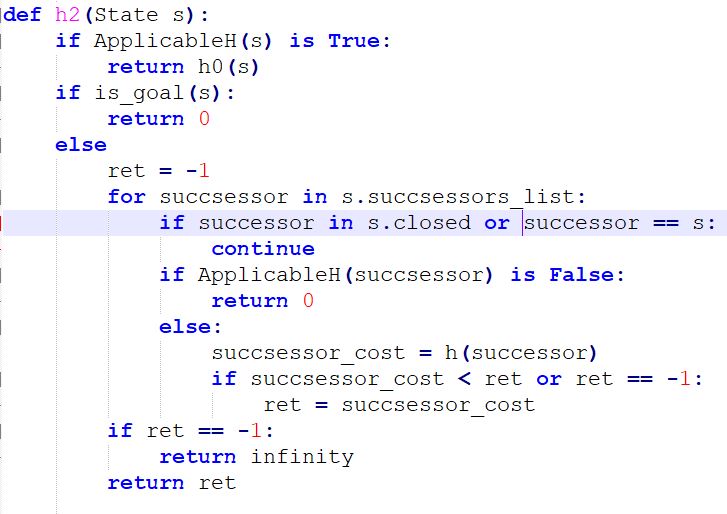 def h2(State s):
    if ApplicableH(s) is True:
        return h0(s)
    if is_goal(s):
        return 0
    else
        ret = -1
        for succsessor in s.succsessors_list:
            if successor in s.closed or successor == s:
                continue
            if ApplicableH(succsessor) is False:
                return 0
            else:
                succsessor_cost = h(successor)
                if succsessor_cost < ret or ret == -1:
                    ret = succsessor_cost
        if ret == -1:
            return infinity
        return ret